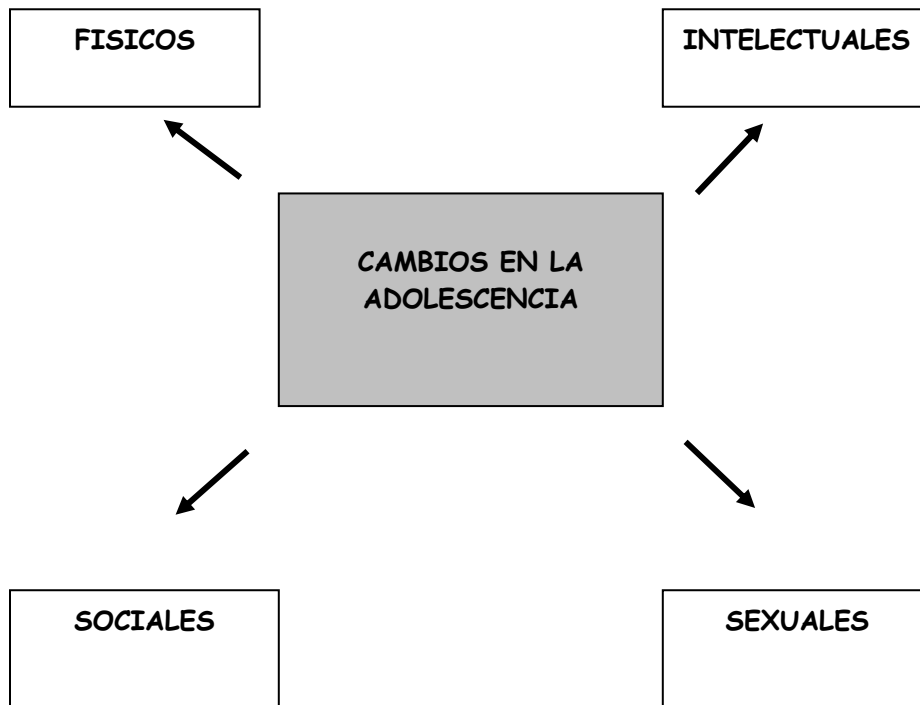 FISICOS
INTELECTUALES
CAMBIOS EN LA
ADOLESCENCIA
SOCIALES
SEXUALES